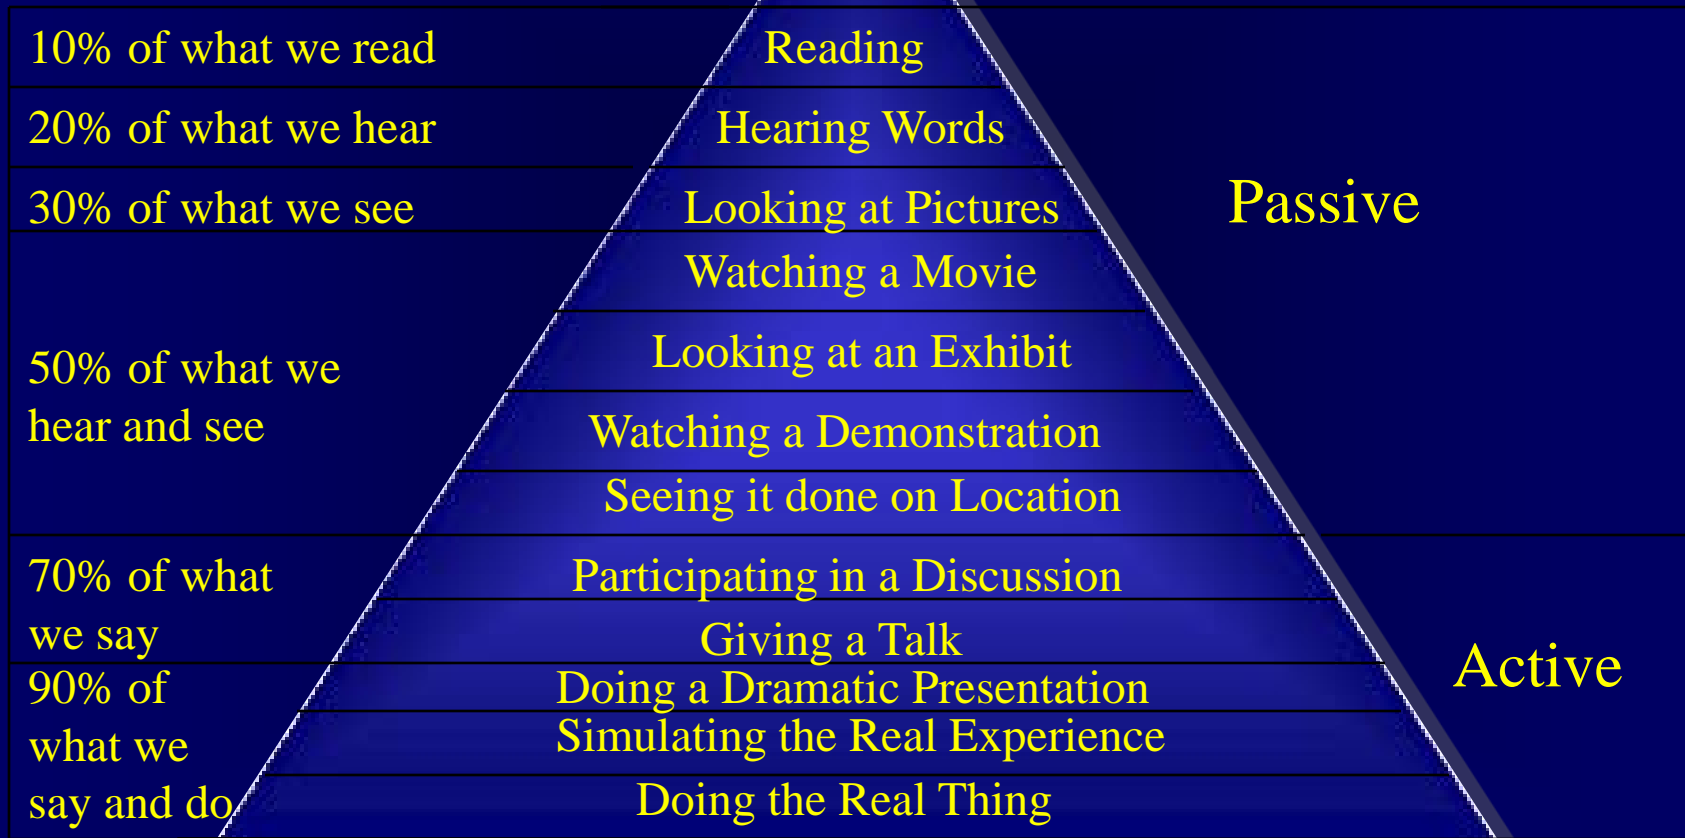 10% of what we read
Reading
20% of what we hear
Hearing Words
30% of what we see
Looking at Pictures
Passive
Watching a Movie
50% of what we
hear and see
Looking at an Exhibit
Watching a Demonstration
Seeing it done on Location
70% of what
we say
Participating in a Discussion
Giving a Talk
Active
90% of
what we
say and do
Doing a Dramatic Presentation
Simulating the Real Experience
Doing the Real Thing